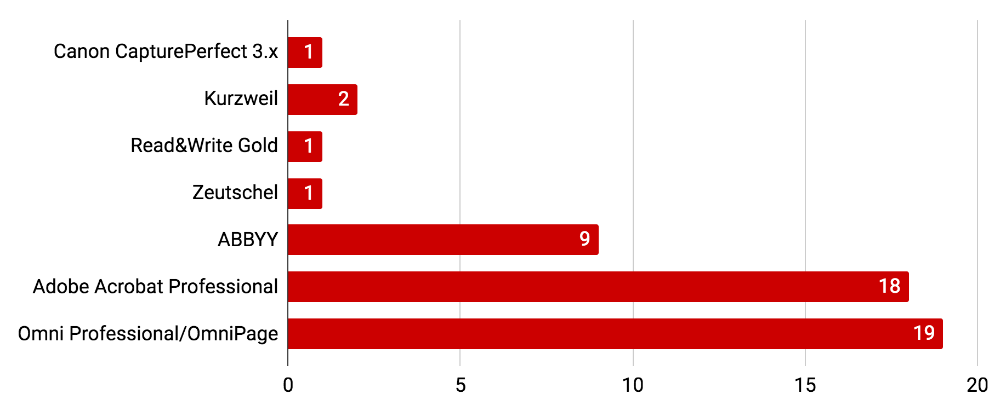 Canon CapturePerfect 3.x 1
Kurzweil 2
Read&Write Gold 1
Zeutschel 1
ABBYY 9
Adobe Acrobat Professional 18
Omni Professional/OmniPage 19
0 5 10 15 20